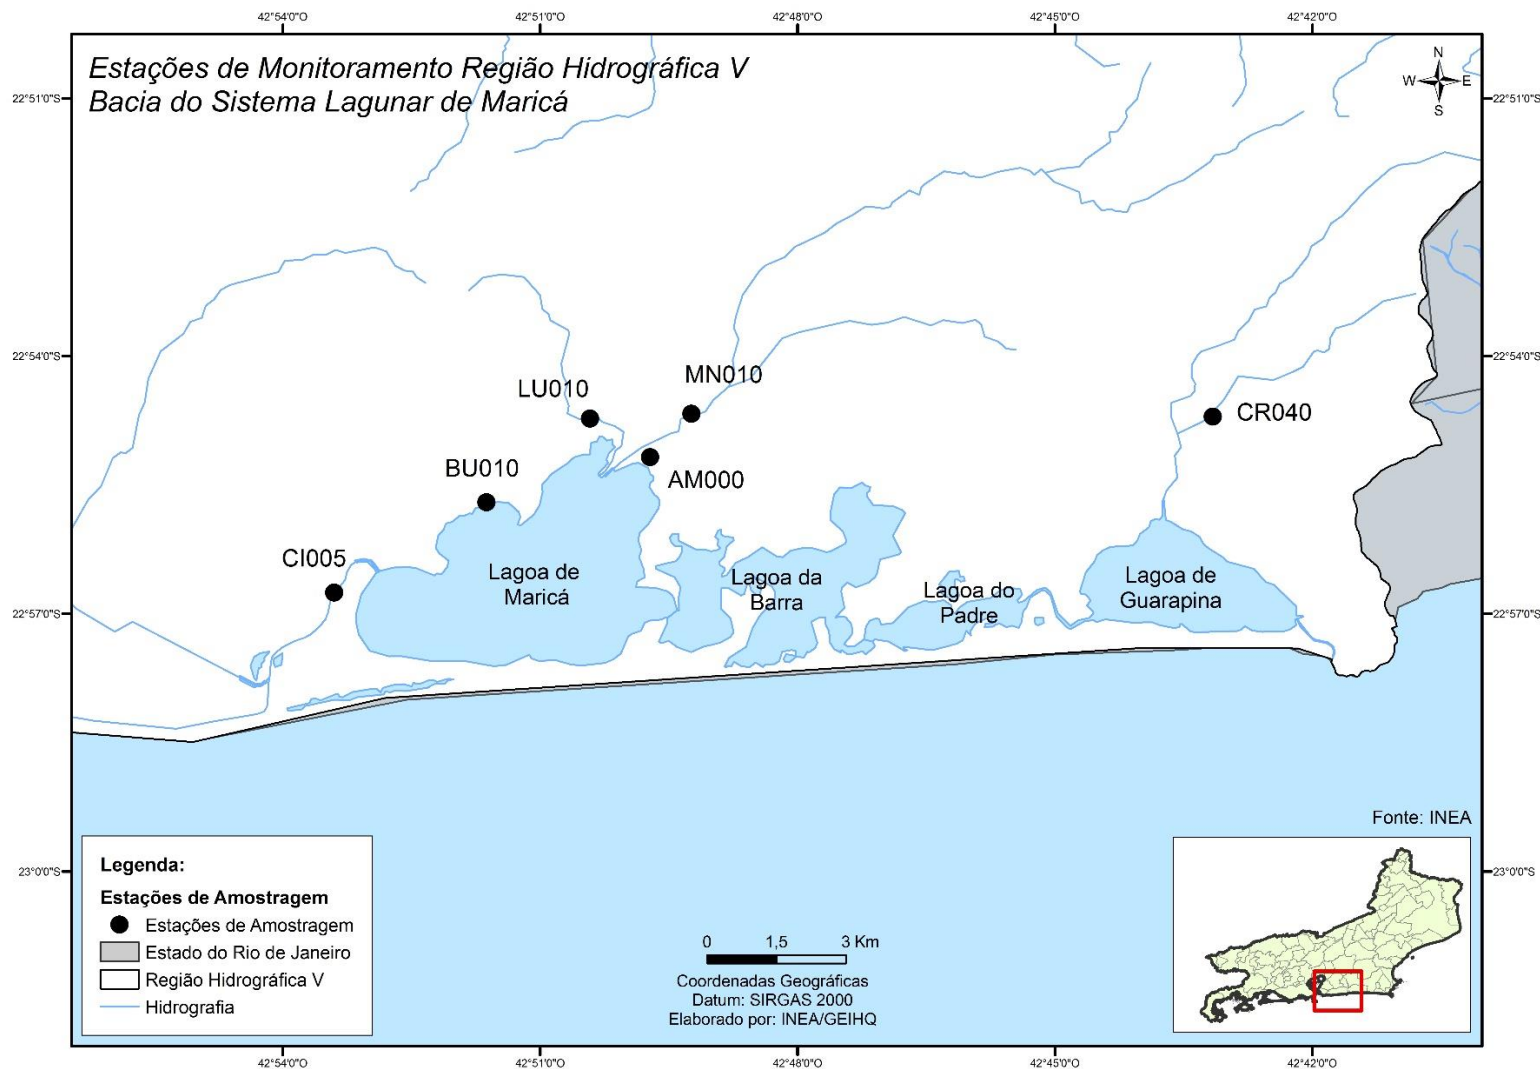 42°54'0"O
42°51'0"O
42°48'0"O
42°45'0"O
42°42'0"O
Estações de Monitoramento Região Hidrográfica V
Bacia do Sistema Lagunar de Maricá
N
W
E
S
22°51'0"S
22°51'0"S
22°54'0"S
22°54'0"S
LU010
MN010
CR040
BU010
AM000
CI005
Lagoa de
Maricá
Lagoa da
Barra
Lagoa do
Padre
Lagoa de
Guarapina
22°57'0"S
22°57'0"S
Fonte: INEA
23°0'0"S
23°0'0"S
Legenda:
Estações de Amostragem
Estações de Amostragem
Estado do Rio de Janeiro
Região Hidrográfica V
Hidrografia
0 1,5 3 Km
Coordenadas Geográficas
Datum: SIRGAS 2000
Elaborado por: INEA/GEIHQ
42°54'0"O
42°51'0"O
42°48'0"O
42°45'0"O
42°42'0"O